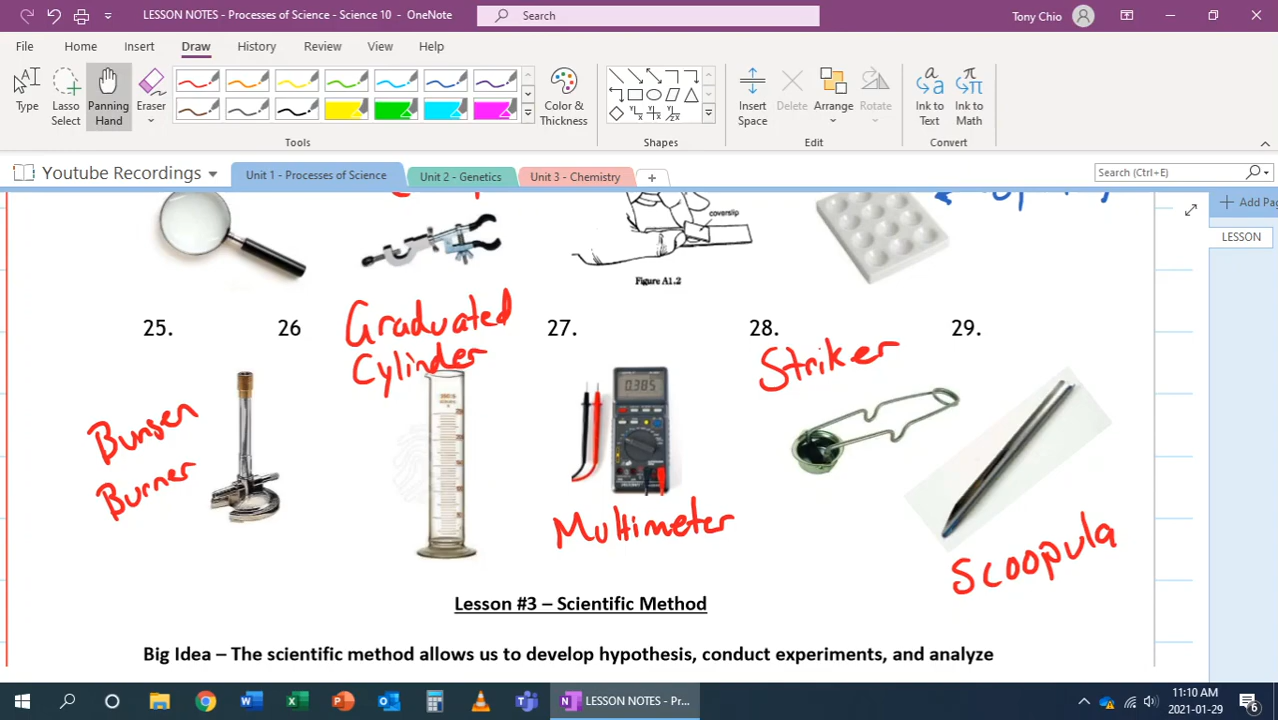 LESSON NOTES - Processes of Science - Science 10 - OneNote
Search
Tony Chio
File
Home
Insert
Draw
History
Review
View
Help
Type
Lasso
Select
Panning
Hand
Eraser
Color &
Thickness
Insert
Space
Delete
Arrange
Rotate
Ink to
Text
Ink to
Math
Tools
Shapes
Edit
Convert
Youtube Recordings
Unit 1 - Processes of Science
Unit 2 - Genetics
Unit 3 - Chemistry
Search (Ctrl+E)
Add Pag
LESSON
coverslip
Figure A1.2
25.
26
Graduated
Cylinder
27.
28.
Striker
29.
Bunsen
Burner
0.385
Multimeter
Scoopula
Lesson #3 – Scientific Method
Big Idea – The scientific method allows us to develop hypothesis, conduct experiments, and analyze
LESSON NOTES - Pr...
11:10 AM
2021-01-29
6